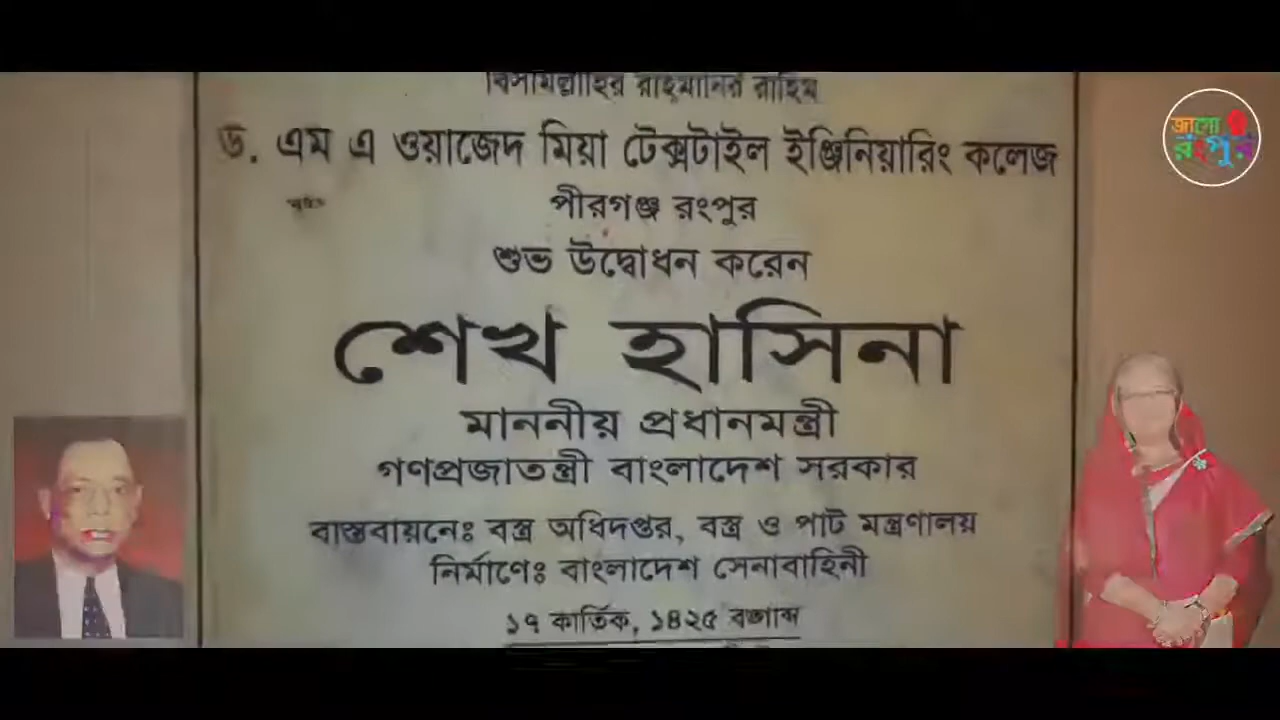 বিসমিল্লাহির রাহমানির রাহিম
ড. এম এ ওয়াজেদ মিয়া টেক্সটাইল ইঞ্জিনিয়ারিং কলেজ
পীরগঞ্জ রংপুর
শুভ উদ্বোধন করেন
শেখ হাসিনা
মাননীয় প্রধানমন্ত্রী
গণপ্রজাতন্ত্রী বাংলাদেশ সরকার
বাস্তবায়নেঃ বস্ত্র অধিদপ্তর, বস্ত্র ও পাট মন্ত্রণালয়
নির্মাণেঃ বাংলাদেশ সেনাবাহিনী
১৭ কার্তিক, ১৪২৫ বঙ্গাব্দ
জাগো
রংপুর